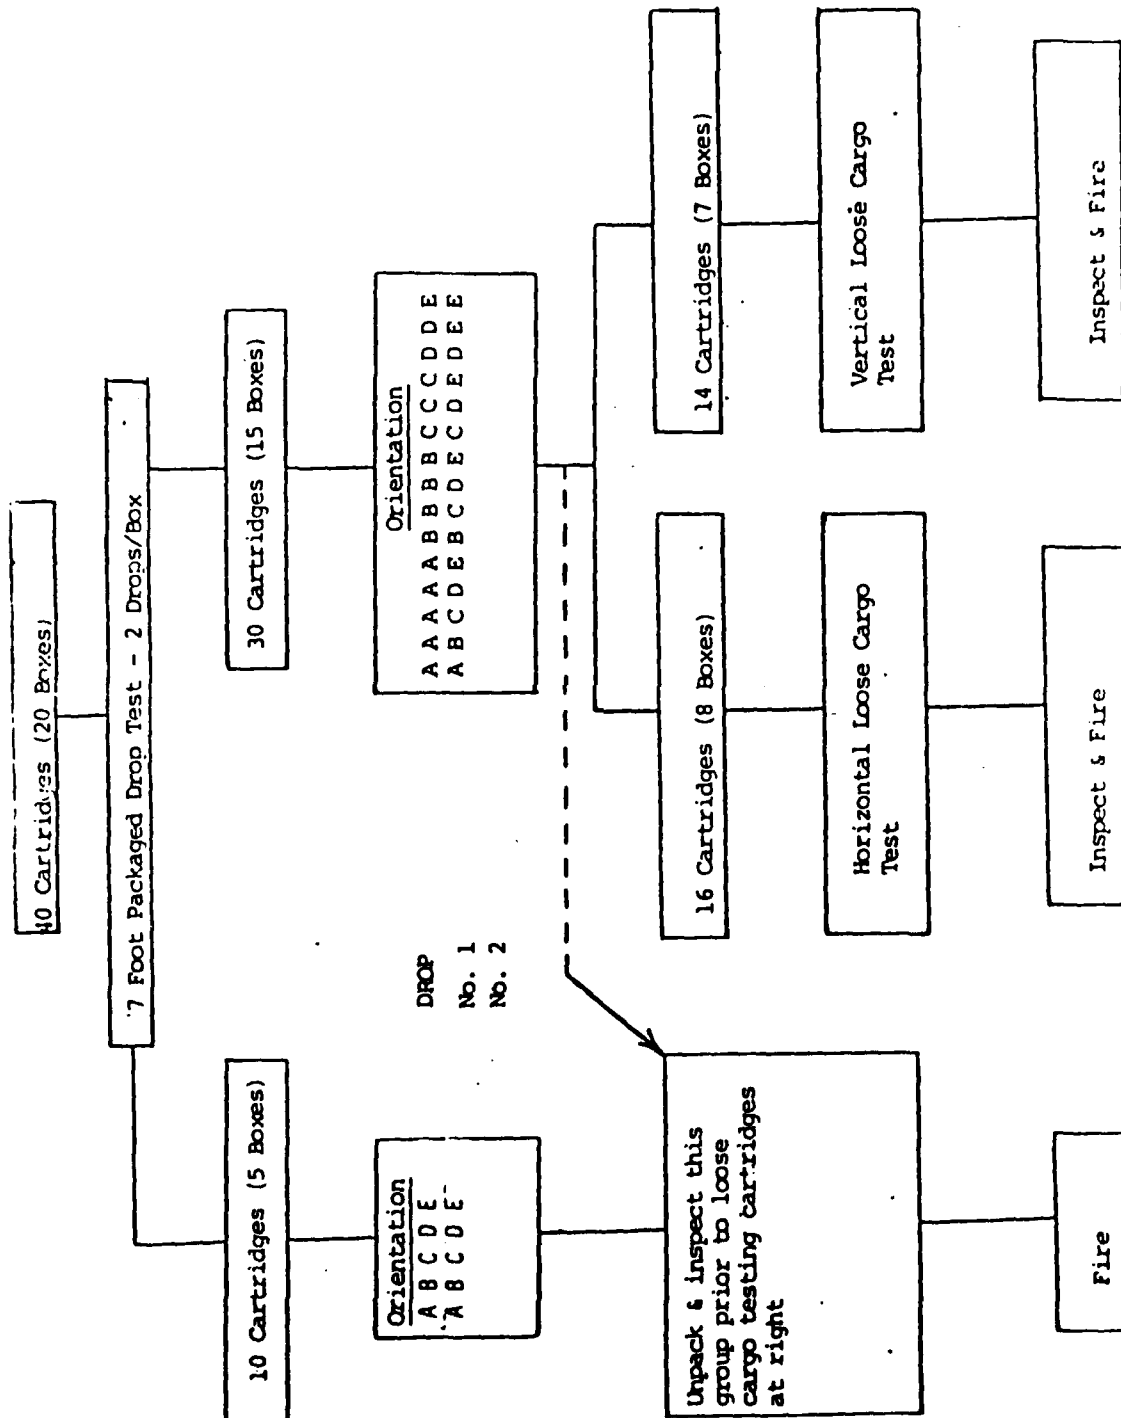 40 Cartridges (20 Boxes)
7 Foot Packaged Drop Test - 2 Drops/Box
10 Cartridges (5 Boxes)
30 Cartridges (15 Boxes)
Orientation
A B C D E
A B C D E
DROP
No. 1
No. 2
Orientation
A A A A A B B B B C C C D D E
A B C D E B C D E C D E D E E
Unpack & inspect this
group prior to loose
cargo testing cartridges
at right
16 Cartridges (8 Boxes)
14 Cartridges (7 Boxes)
Horizontal Loose Cargo
Test
Vertical Loose Cargo
Test
Fire
Inspect & Fire
Inspect & Fire